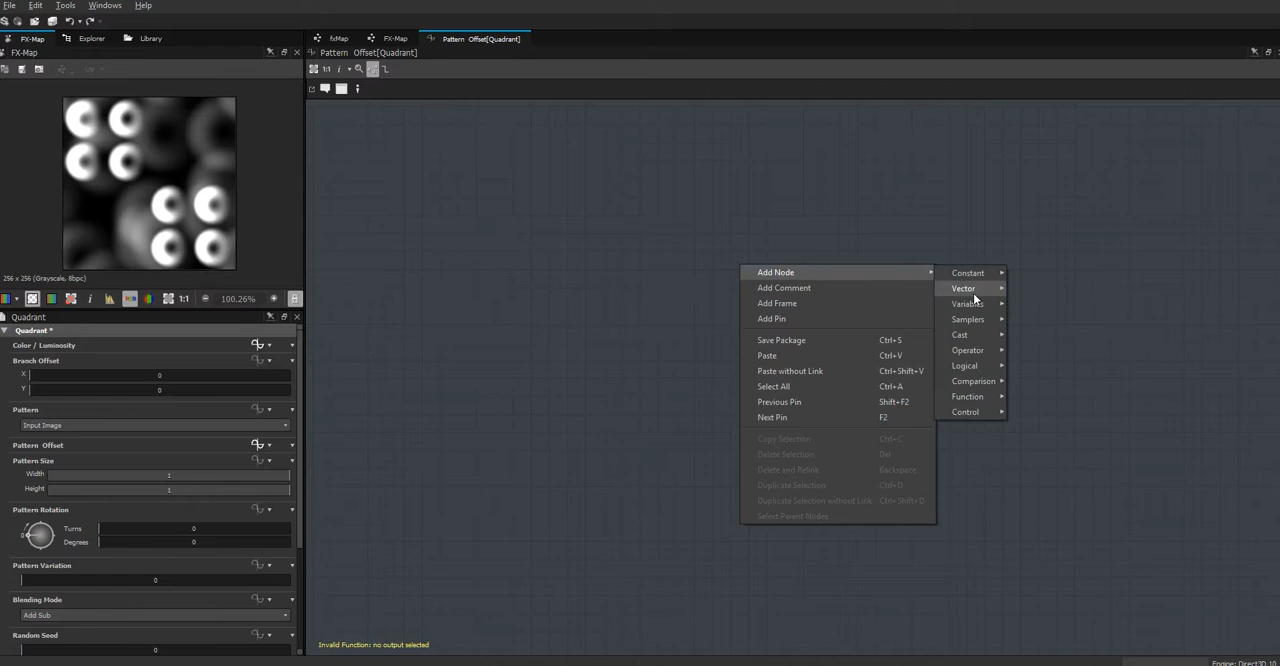 File Edit Tools Windows Help
FX-Map Explorer Library
fxMap FX-Map Pattern Offset[Quadrant]
FX-Map
Pattern Offset[Quadrant]
1:1 i
256 x 256 (Grayscale, 8bpc)
i 1:1 100.26%
Quadrant
Quadrant *
Color / Luminosity
Branch Offset
X 0
Y 0
Pattern
Input Image
Pattern Offset
Pattern Size
Width 1
Height 1
Pattern Rotation
0 Turns 0
Degrees 0
Pattern Variation
0
Blending Mode
Add Sub
Random Seed
0
Add Node
Add Comment
Add Frame
Add Pin
Save Package Ctrl+S
Paste Ctrl+V
Paste without Link Ctrl+Shift+V
Select All Ctrl+A
Previous Pin Shift+F2
Next Pin F2
Copy Selection Ctrl+C
Delete Selection Del
Delete and Relink Backspace
Duplicate Selection Ctrl+D
Duplicate Selection without Link Ctrl+Shift+D
Select Parent Nodes
Constant
Vector
Variables
Samplers
Cast
Operator
Logical
Comparison
Function
Control
Invalid Function: no output selected
Engine: Direct3D 10